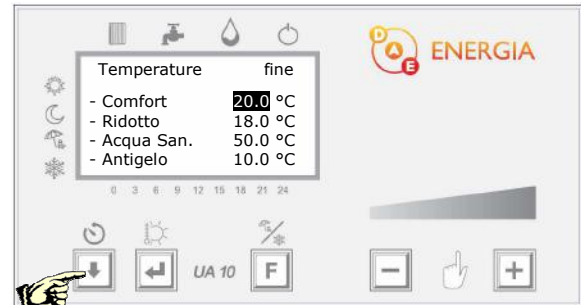 D
A
E
ENERGIA
Temperature fine
- Comfort 20.0 °C
- Ridotto 18.0 °C
- Acqua San. 50.0 °C
- Antigelo 10.0 °C
0 3 6 9 12 15 18 21 24
UA 10 F